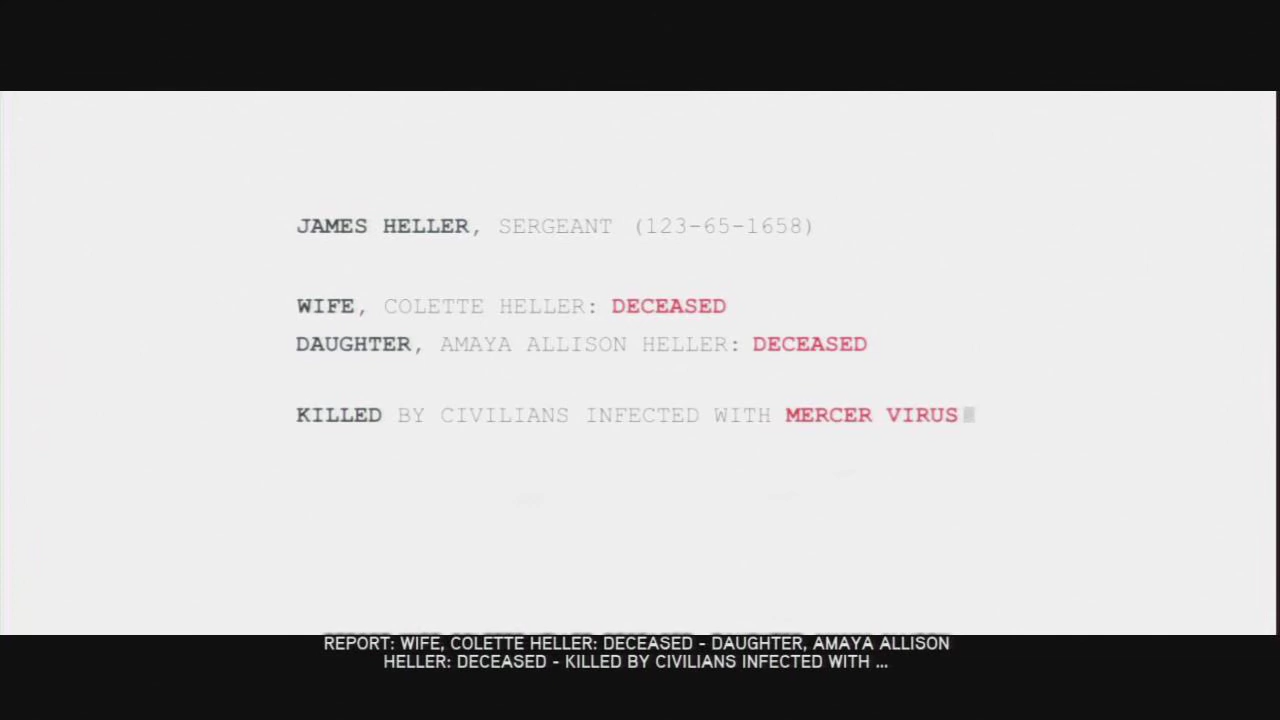 JAMES HELLER, SERGEANT (123-65-1658)
WIFE, COLETTE HELLER: DECEASED
DAUGHTER, AMAYA ALLISON HELLER: DECEASED
KILLED BY CIVILIANS INFECTED WITH MERCER VIRUS
REPORT: WIFE, COLETTE HELLER: DECEASED - DAUGHTER, AMAYA ALLISON
HELLER: DECEASED - KILLED BY CIVILIANS INFECTED WITH ...